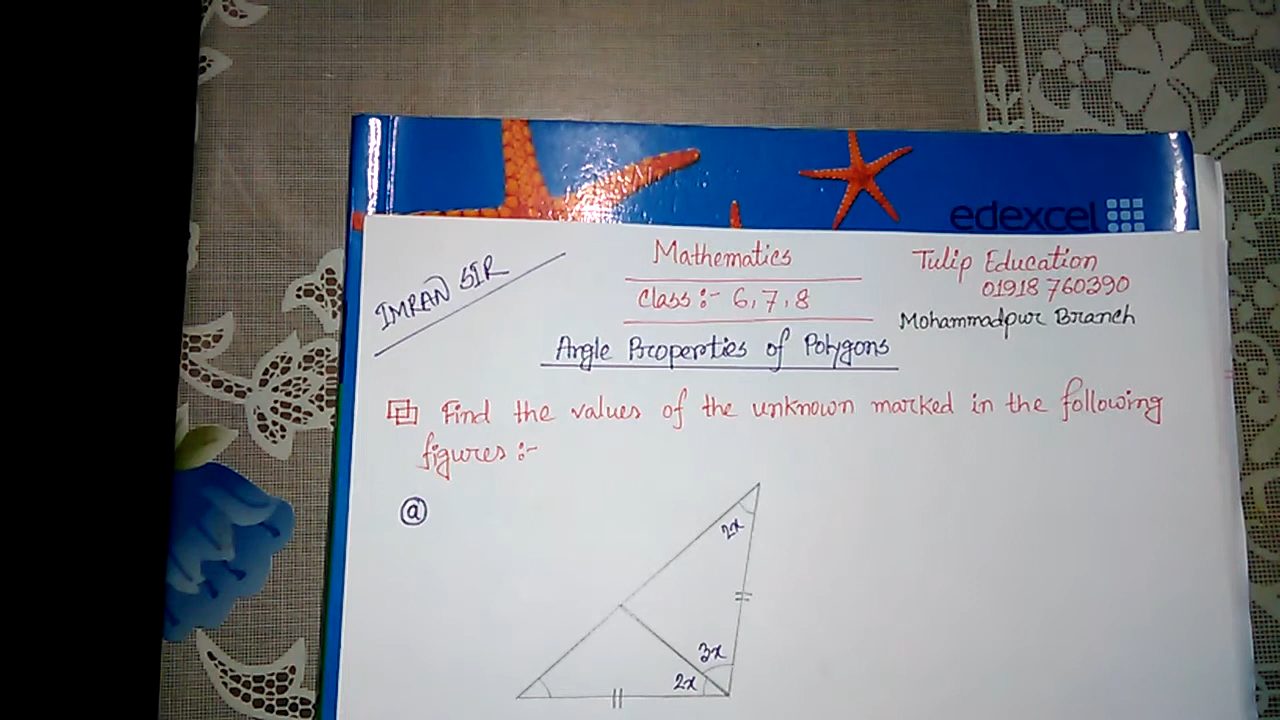 edexcel
IMRAN SIR
Mathematics
Class:- 6, 7, 8
Tulip Education
01918 760390
Mohammadpur Branch
Angle Properties of Polygons
Find the values of the unknown marked in the following
figures:-
a
2x
3x
2x